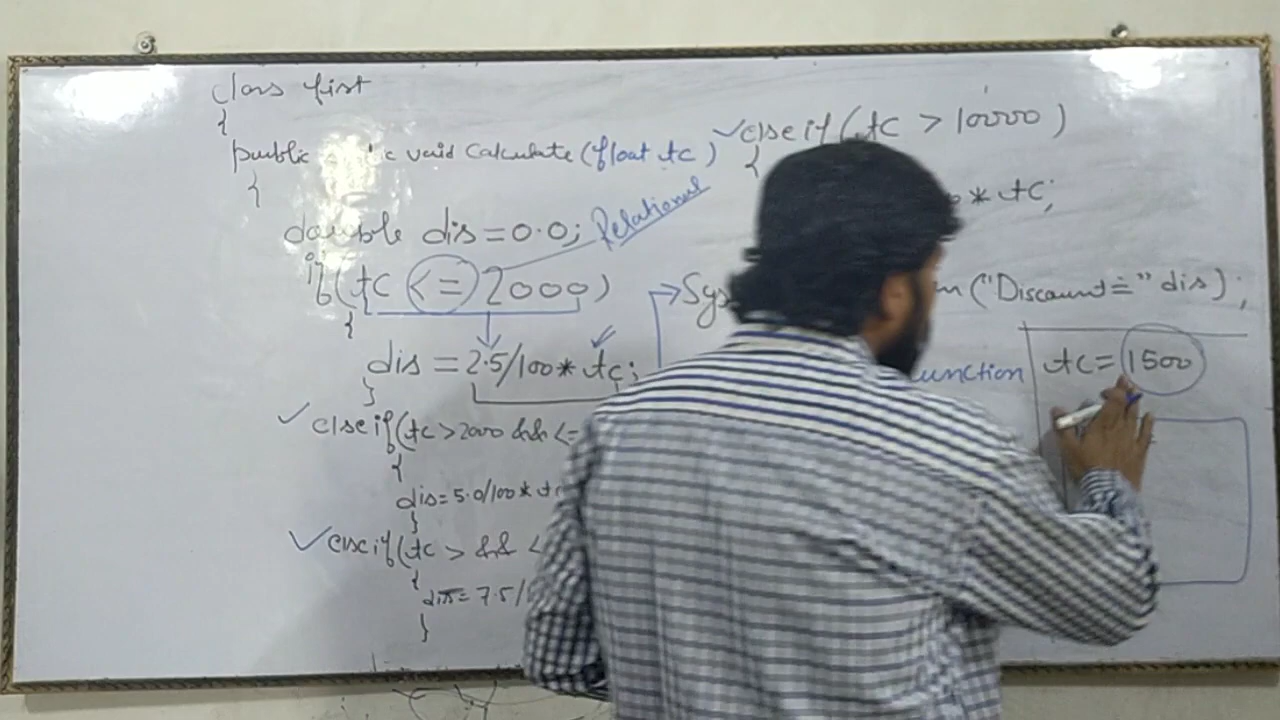 class first
{
public void calculate (float tc)
{
double dis = 0.0;
Relational
if (tc <= 2000)
{
dis = 2.5/100 * tc;
}
else if (tc > 2000 && <=
{
dis = 5.0/100 * tc
}
else if (tc > && <
{
dis = 7.5/
}
else if (tc > 10000)
{
* tc;
("Discount=" dis);
unction
tc = 1500